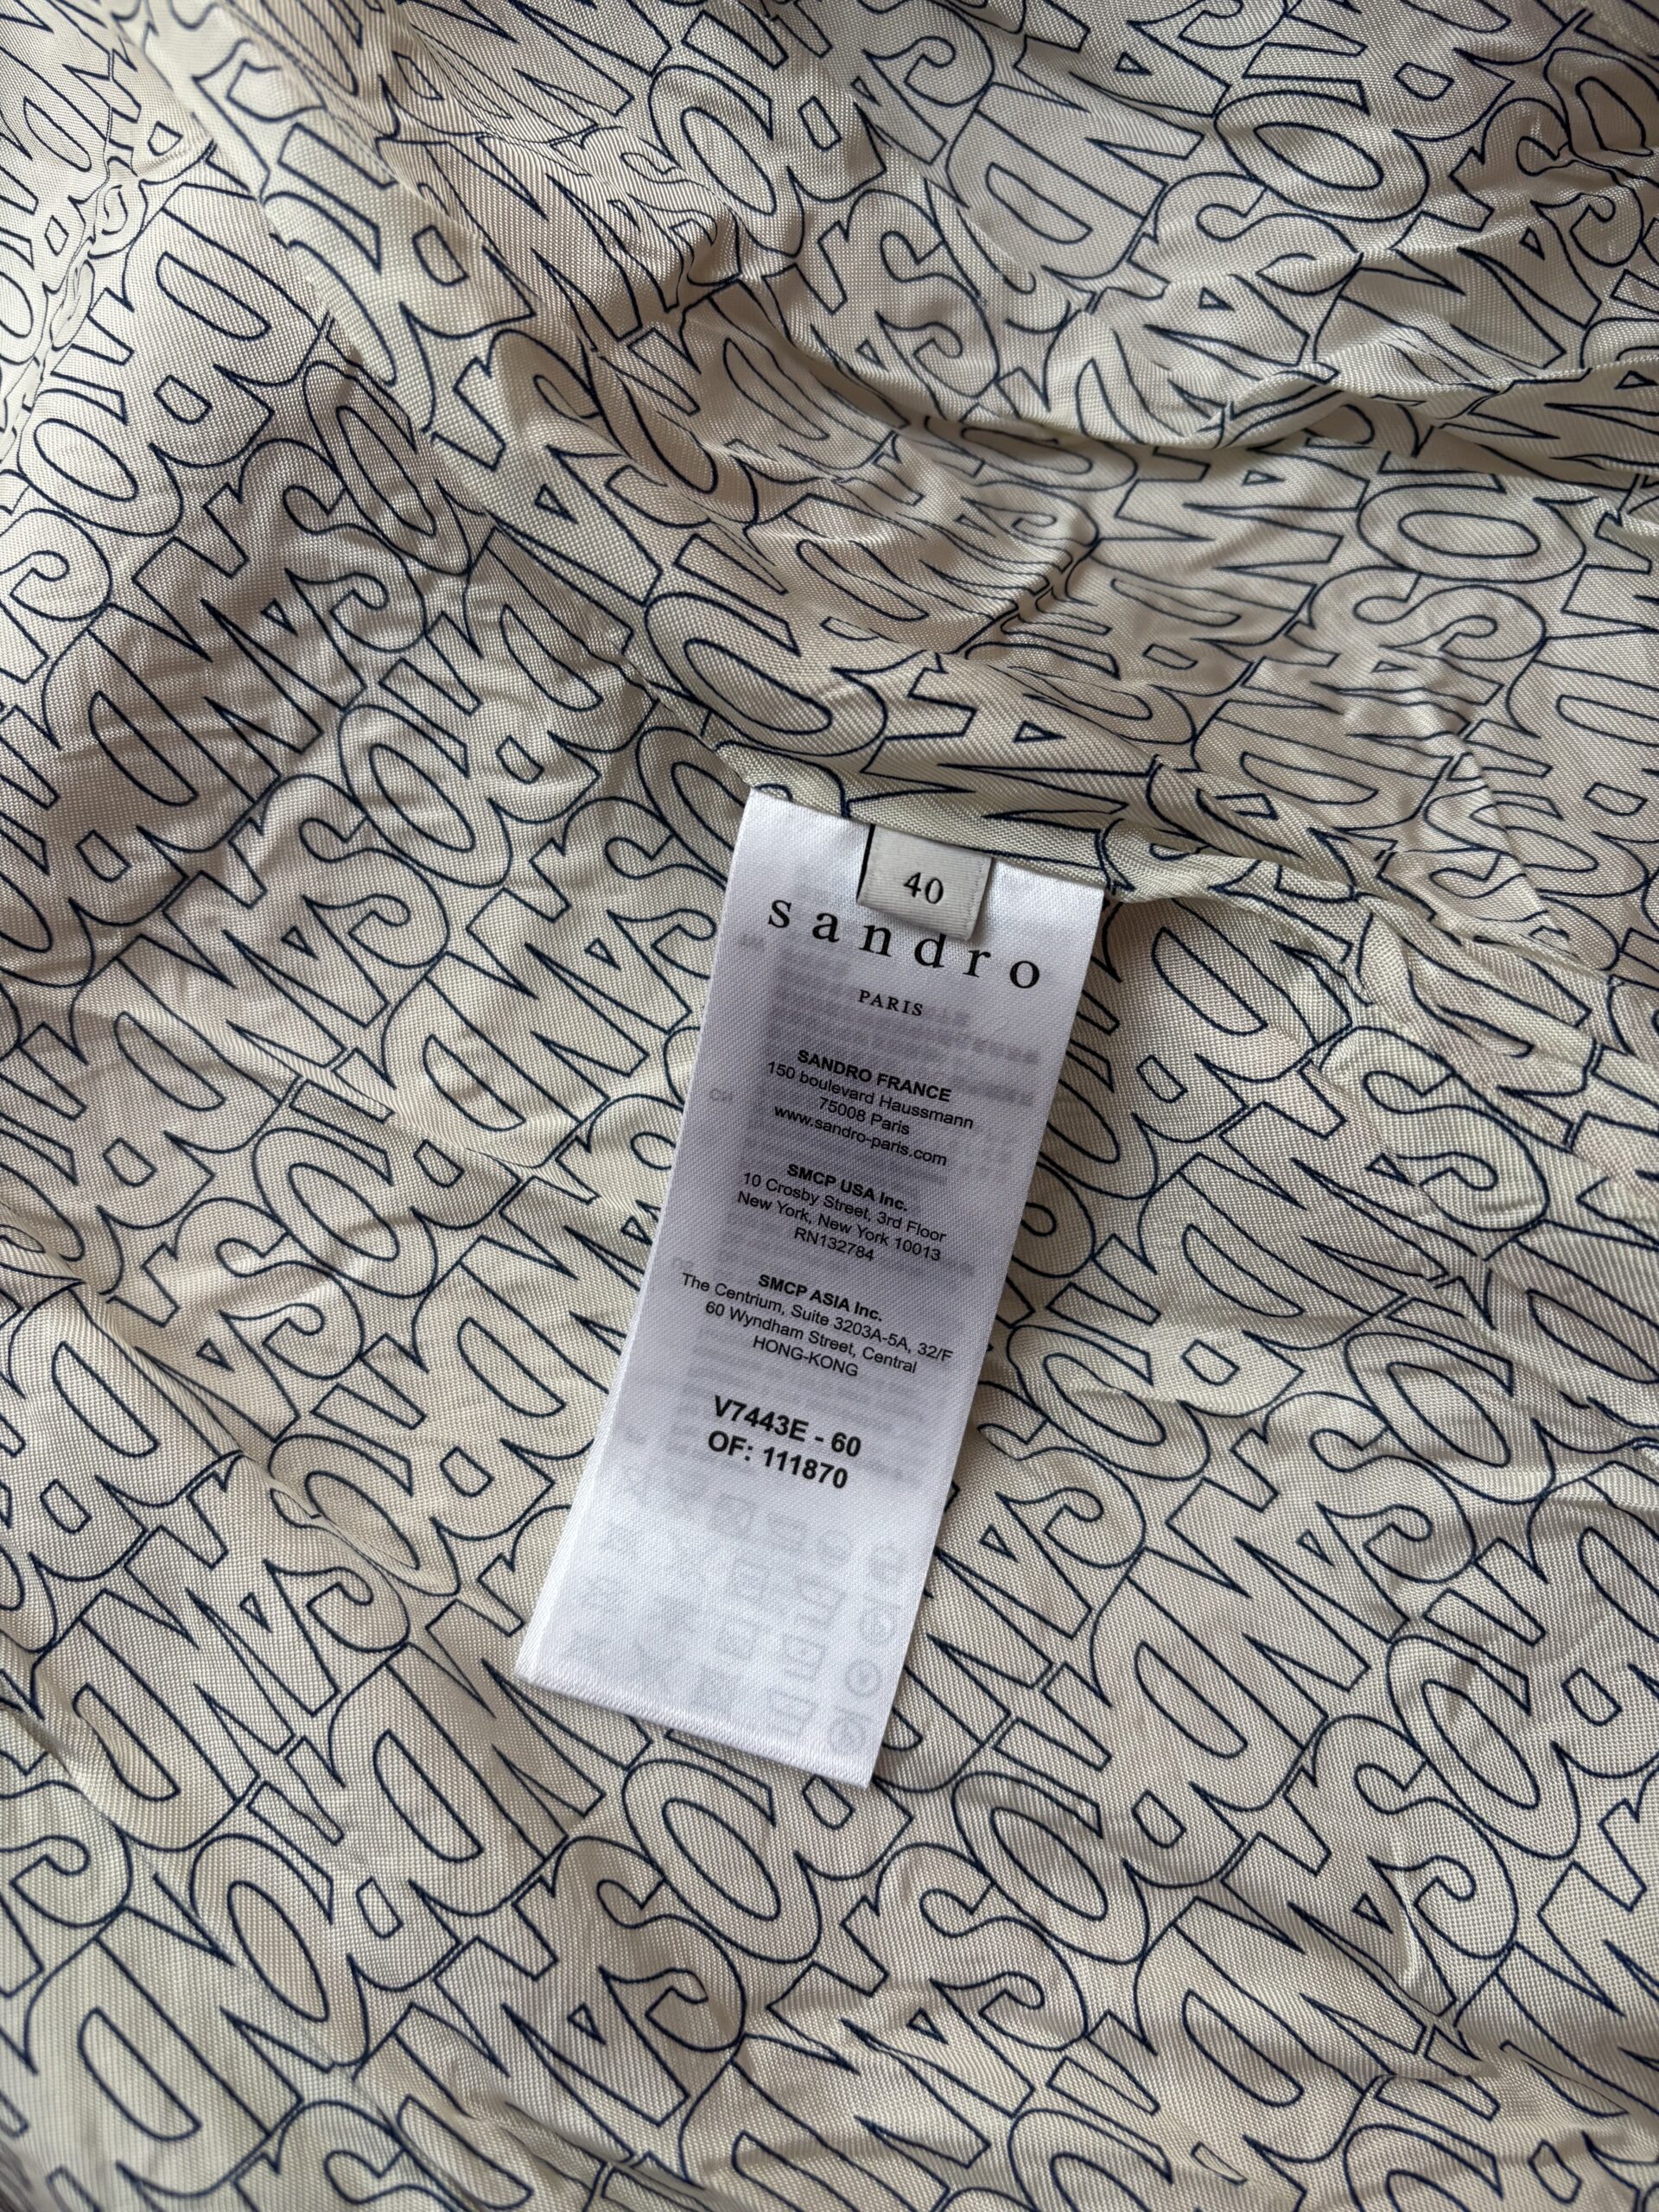 40
sandro
PARIS
SANDRO FRANCE
150 boulevard Haussmann
75008 Paris
www.sandro-paris.com
SMCP USA Inc.
10 Crosby Street, 3rd Floor
New York, New York 10013
RN132784
SMCP ASIA Inc.
The Centrium, Suite 3203A-5A, 32/F
60 Wyndham Street, Central
HONG-KONG
V7443E - 60
OF: 111870